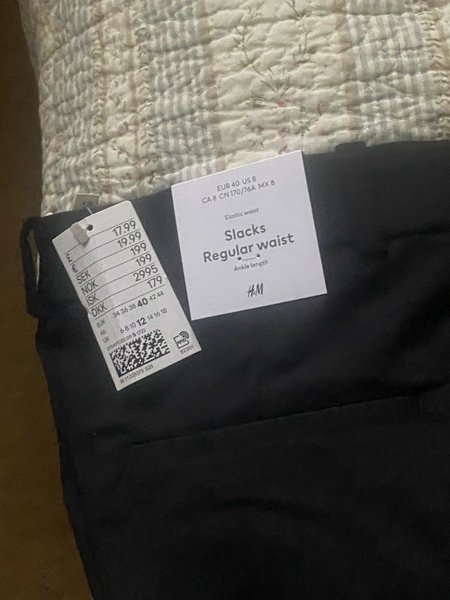 £ 17.99
€ 19.99
SEK 199
NOK 199
ISK 2995
DKK 179
EUR 34 36 38 40 42 44
UK 6 8 10 12 14 16 18
EUR 40 US 8
CA 8 CN 170/76A MX 8
Elastic waist
Slacks
Regular waist
Ankle length
H&M